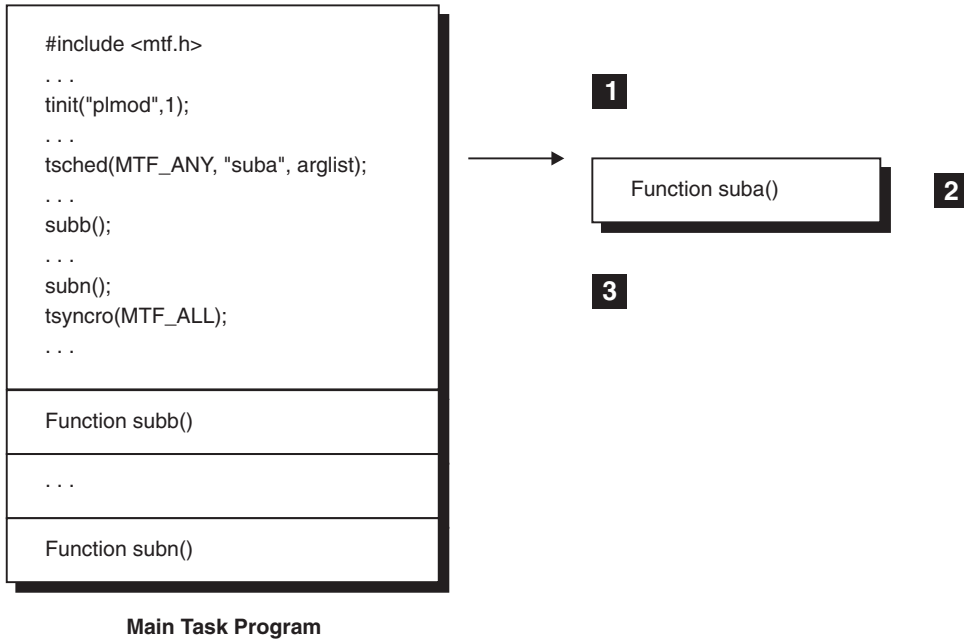 #include <mtf.h>
. . .
tinit("plmod",1);
. . .
tsched(MTF_ANY, "suba", arglist);
. . .
subb();
. . .
subn();
tsyncro(MTF_ALL);
. . .
Function subb()
. . .
Function subn()
Main Task Program
1
Function suba()
2
3